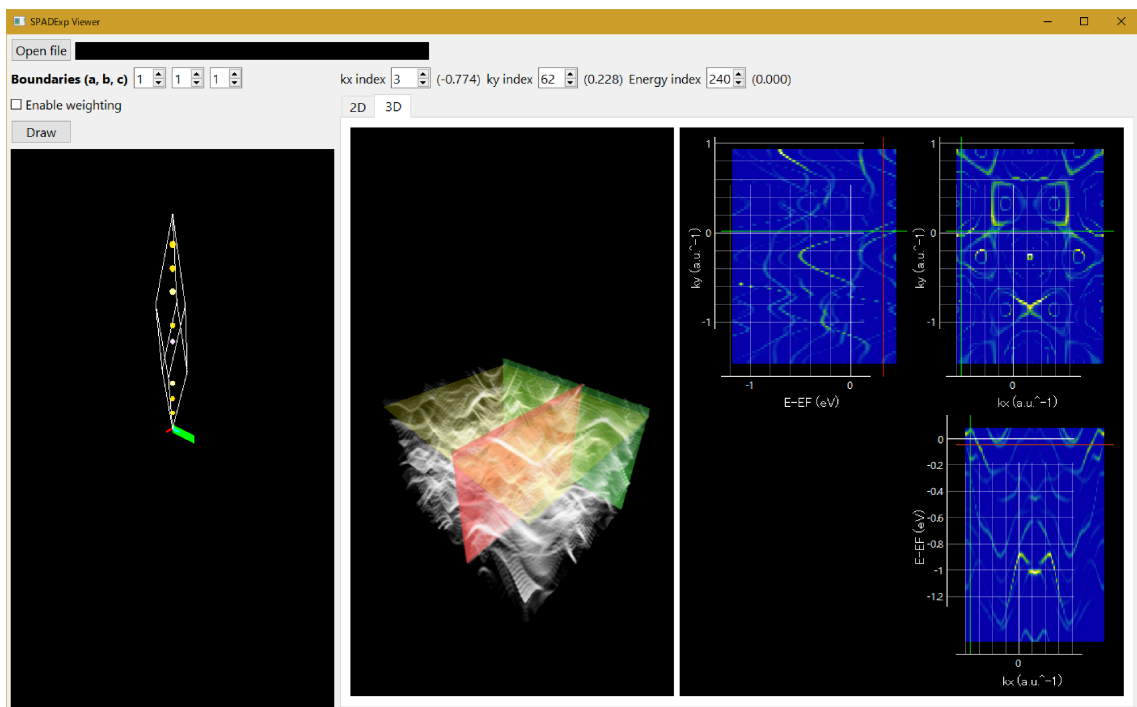 SPADExp Viewer
Open file
Boundaries (a, b, c) 1 1 1
kx index 3 (-0.774) ky index 62 (0.228) Energy index 240 (0.000)
Enable weighting
2D 3D
Draw
1
0
-1
ky (a.u.^-1)
-1 0
E-EF (eV)
1
0
-1
ky (a.u.^-1)
0
kx (a.u.^-1)
0
-0.2
-0.4
-0.6
-0.8
-1
-1.2
E-EF (eV)
0
kx (a.u.^-1)